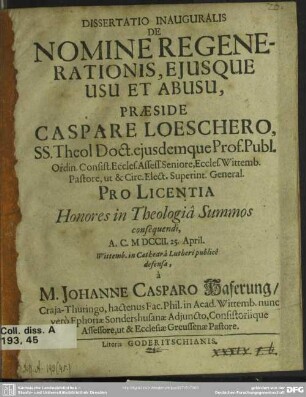 DISSERTATIO INAUGURALIS
DE
NOMINE REGENE-
RATIONIS, EJUSQUE
USU ET ABUSU,
PRÆSIDE
CASPARE LOESCHERO,
SS. Theol Doct. ejusdemque Prof. Publ.
Ordin. Consist. Eccles. Assess. Seniore, Eccles. Wittemb.
Pastore, ut & Circ. Elect. Superint. General.
PRO LICENTIA
Honores in Theologiâ Summos
consequendi,
A. C. M DCCII. 25. April.
Wittemb. in Cathedrâ Lutheri publicè
defensa,
à
M. JOHANNE CASPARO Haferung/
Craja-Thuringo, hactenus Fac. Phil. in Acad. Wittemb. nunc
verò Ephoriæ Sondershusanæ Adjuncto, Consistoriique
Assessore, ut & Ecclesiæ Greussenæ Pastore.
Literis GODERITSCHIANIS.
Coll. diss. A
193, 45